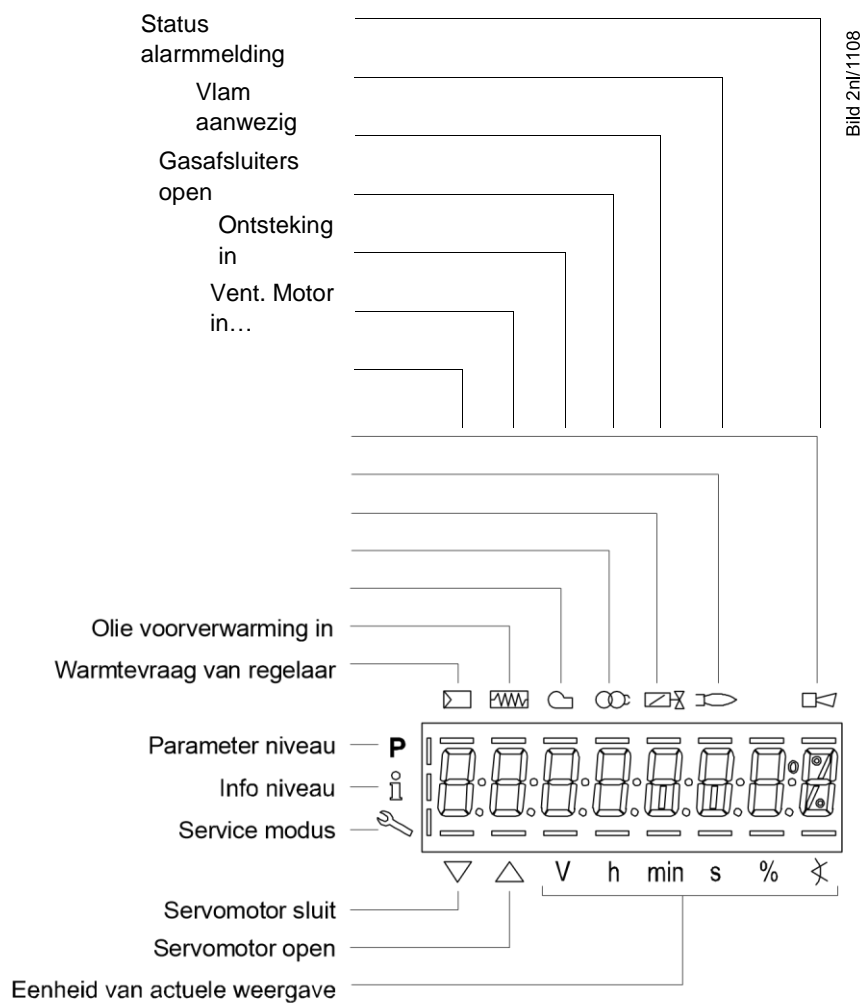 Status
alarmmelding
Bild 2nl/1108
Vlam
aanwezig
Gasafsluiters
open
Ontsteking
in
Vent. Motor
in…
Olie voorverwarming in
Warmtevraag van regelaar
Parameter niveau
P
Info niveau
i
Service modus
V h min s %
Servomotor sluit
Servomotor open
Eenheid van actuele weergave